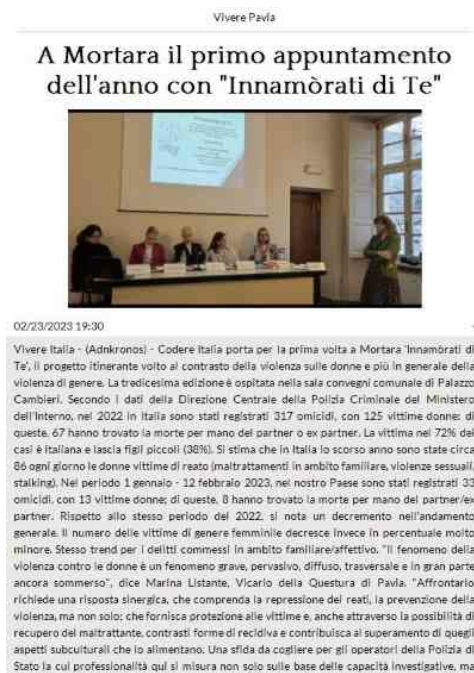 Vivere Pavia
A Mortara il primo appuntamento
dell'anno con "Innamòrati di Te"
02/23/2023 19:30
Vivere Italia - (Adnkronos) - Codere Italia porta per la prima volta a Mortara 'Innamòrati di
Te', il progetto itinerante volto al contrasto della violenza sulle donne e più in generale della
violenza di genere. La tredicesima edizione è ospitata nella sala convegni comunale di Palazzo
Cambieri. Secondo i dati della Direzione Centrale della Polizia Criminale del Ministero
dell'Interno, nel 2022 in Italia sono stati registrati 317 omicidi, con 125 vittime donne: di
queste, 67 hanno trovato la morte per mano del partner o ex partner. La vittima nel 72% dei
casi è italiana e lascia figli piccoli (38%). Si stima che in Italia lo scorso anno sono state circa
86 ogni giorno le donne vittime di reato (maltrattamenti in ambito familiare, violenze sessuali,
stalking). Nel periodo 1 gennaio - 12 febbraio 2023, nel nostro Paese sono stati registrati 33
omicidi, con 13 vittime donne; di queste, 8 hanno trovato la morte per mano del partner/ex
partner. Rispetto allo stesso periodo del 2022, si nota un decremento nell'andamento
generale. Il numero delle vittime di genere femminile decresce invece in percentuale molto
minore. Stesso trend per i delitti commessi in ambito familiare/affettivo. "Il fenomeno della
violenza contro le donne è un fenomeno grave, pervasivo, diffuso, trasversale e in gran parte
ancora sommerso", dice Marina Listante, Vicario della Questura di Pavia. "Affrontarlo
richiede una risposta sinergica, che comprenda la repressione dei reati, la prevenzione della
violenza, ma non solo; che fornisca protezione alle vittime e, anche attraverso la possibilità di
recupero del maltrattante, contrasti forme di recidiva e contribuisca al superamento di quegli
aspetti subculturali che lo alimentano. Una sfida da cogliere per gli operatori della Polizia di
Stato la cui professionalità qui si misura non solo sulle base delle capacità investigative, ma